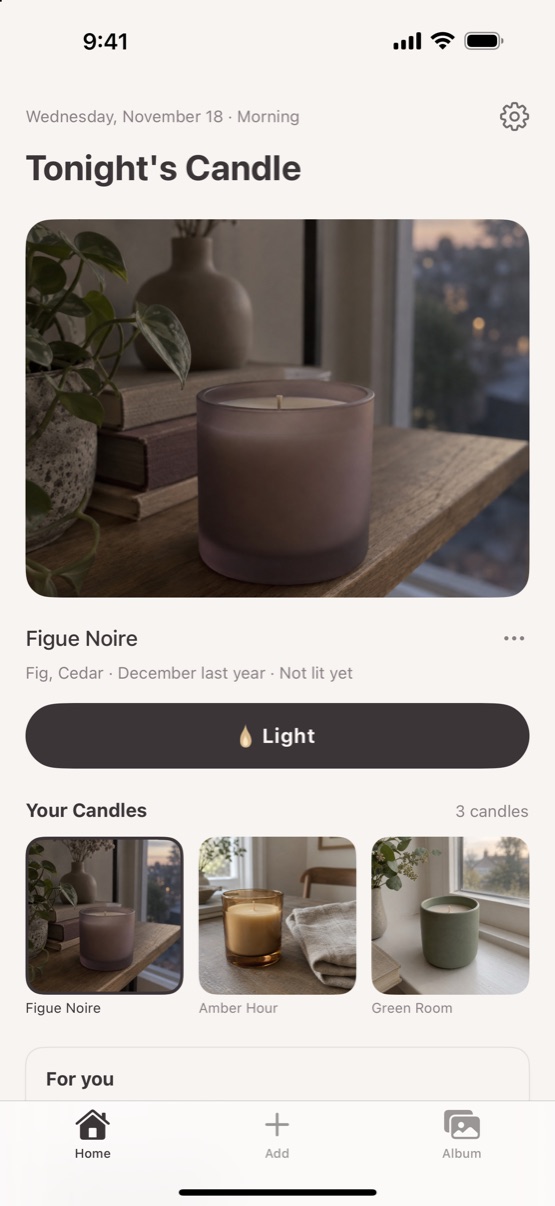 9:41
Wednesday, November 18 · Morning
Tonight's Candle
Figue Noire
Fig, Cedar · December last year · Not lit yet
Light
Your Candles
3 candles
Figue Noire
Amber Hour
Green Room
For you
Home
Add
Album